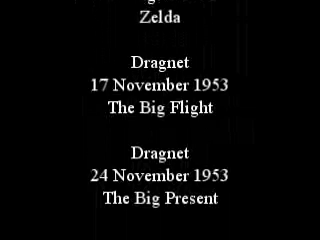 Zelda
Dragnet
17 November 1953
The Big Flight
Dragnet
24 November 1953
The Big Present